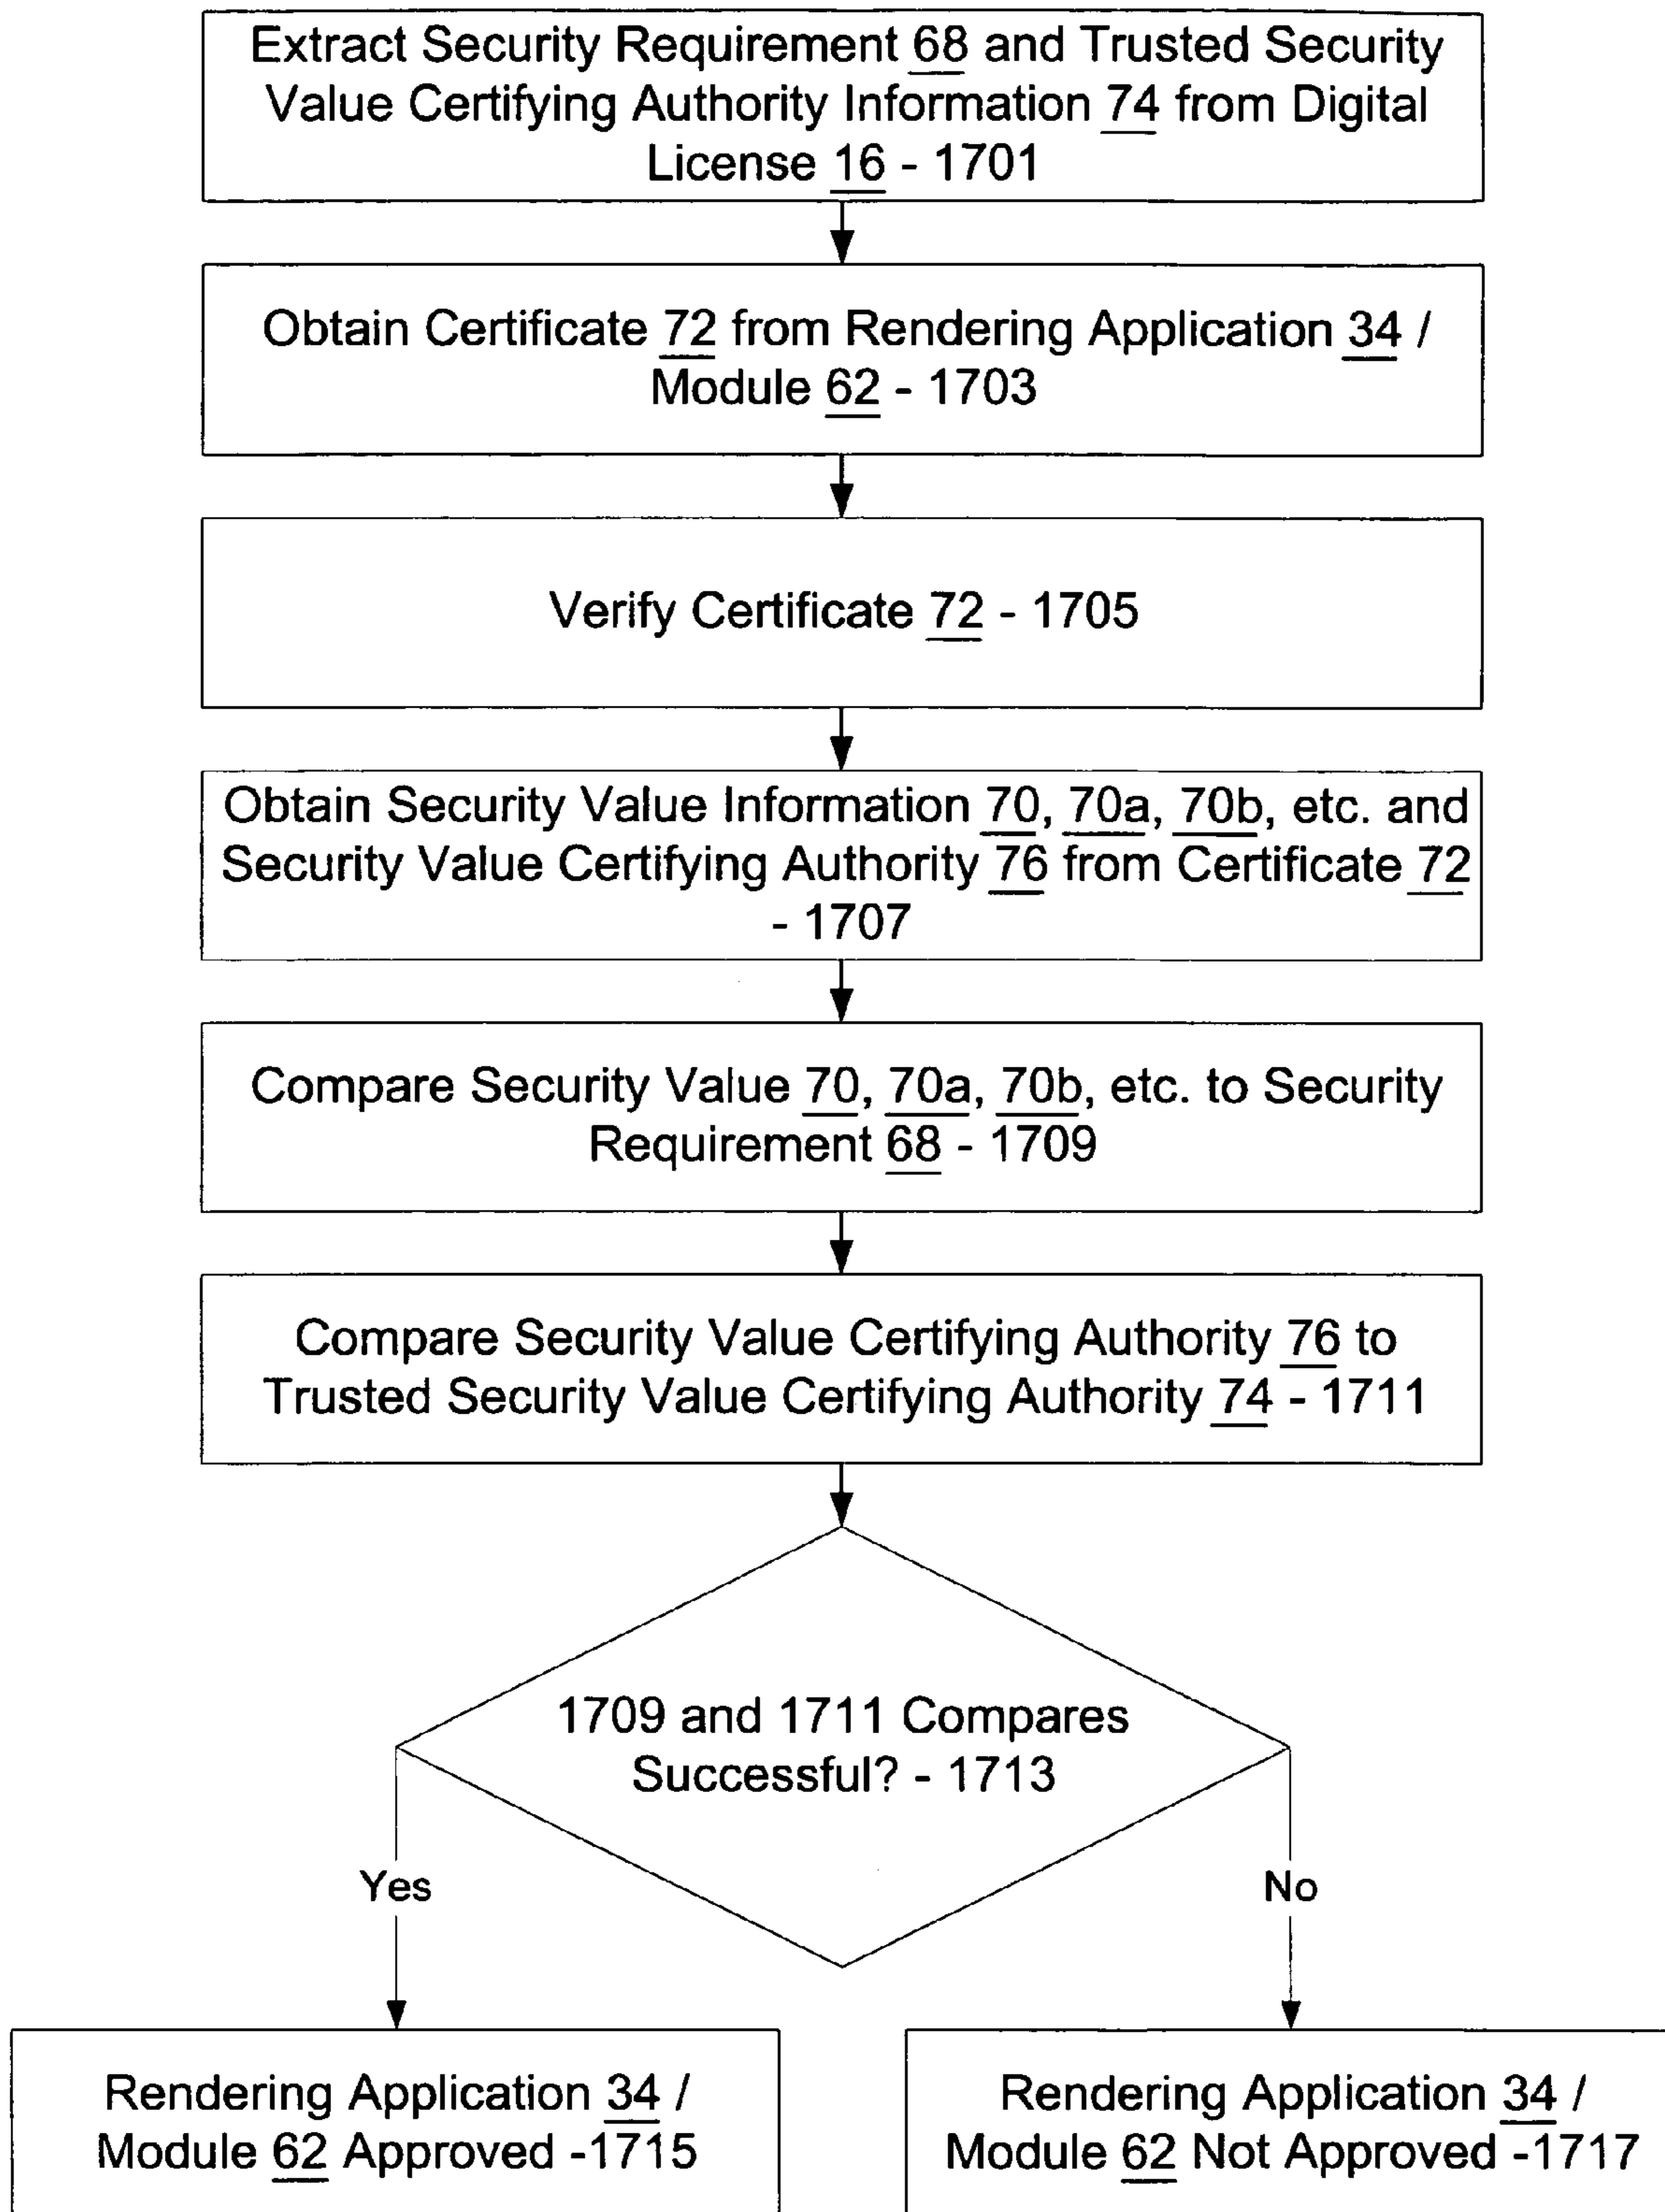 Extract Security Requirement 68 and Trusted Security
Value Certifying Authority Information 74 from Digital
License 16 - 1701
Obtain Certificate 72 from Rendering Application 34 /
Module 62 - 1703
Verify Certificate 72 - 1705
Obtain Security Value Information 70, 70a, 70b, etc. and
Security Value Certifying Authority 76 from Certificate 72
- 1707
Compare Security Value 70, 70a, 70b, etc. to Security
Requirement 68 - 1709
Compare Security Value Certifying Authority 76 to
Trusted Security Value Certifying Authority 74 - 1711
1709 and 1711 Compares
Successful? - 1713
Yes
No
Rendering Application 34 /
Module 62 Approved -1715
Rendering Application 34 /
Module 62 Not Approved -1717